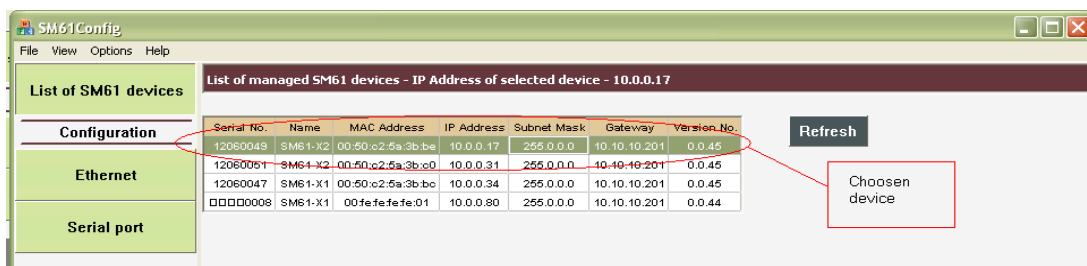 SM61Config
File View Options Help
List of SM61 devices
List of managed SM61 devices - IP Address of selected device - 10.0.0.17
Configuration
Ethernet
Serial port
Serial No. Name MAC Address IP Address Subnet Mask Gateway Version No.
12060049 SM61-X2 00:50:c2:5a:3b:be 10.0.0.17 255.0.0.0 10.10.10.201 0.0.45
12060051 SM61-X2 00:50:c2:5a:3b:c0 10.0.0.31 255.0.0.0 10.10.10.201 0.0.45
12060047 SM61-X1 00:50:c2:5a:3b:bc 10.0.0.34 255.0.0.0 10.10.10.201 0.0.45
□□□□0008 SM61-X1 00:fe:fe:fe:fe:01 10.0.0.80 255.0.0.0 10.10.10.201 0.0.44
Refresh
Choosen
device